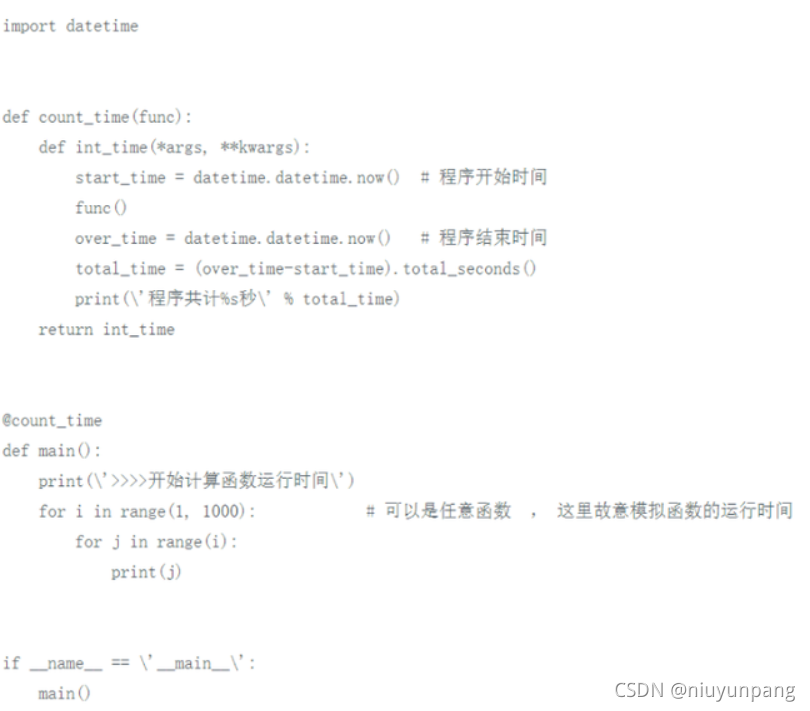 import datetime
def count_time(func):
    def int_time(*args, **kwargs):
        start_time = datetime.datetime.now()  # 程序开始时间
        func()
        over_time = datetime.datetime.now()   # 程序结束时间
        total_time = (over_time-start_time).total_seconds()
        print(\'程序共计%s秒\' % total_time)
    return int_time
@count_time
def main():
    print(\'>>>>开始计算函数运行时间\')
    for i in range(1, 1000):            # 可以是任意函数  ， 这里故意模拟函数的运行时间
        for j in range(i):
            print(j)
if __name__ == \'__main__\':
    main()
CSDN @niuyunpang